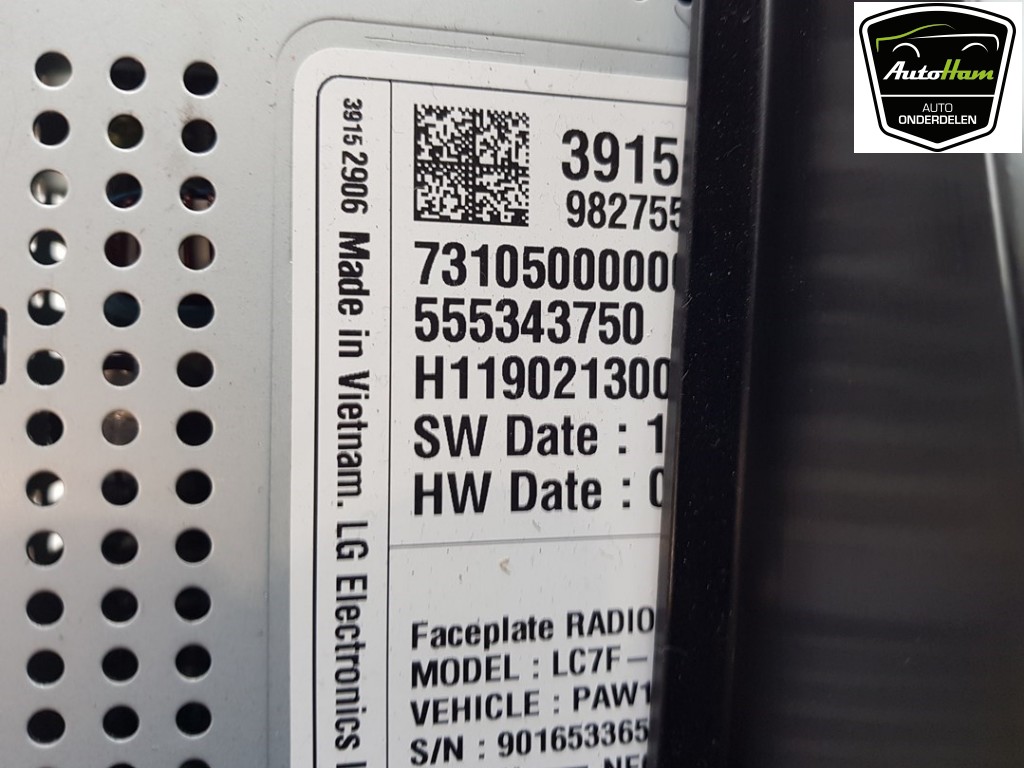 AutoHam
AUTO
ONDERDELEN
3915 2906 Made in Vietnam. LG Electronics
3915
982755
73105000000
555343750
H119021300
SW Date : 1
HW Date : 0
Faceplate RADIO
MODEL : LC7F-
VEHICLE : PAW1
S/N : 901653365